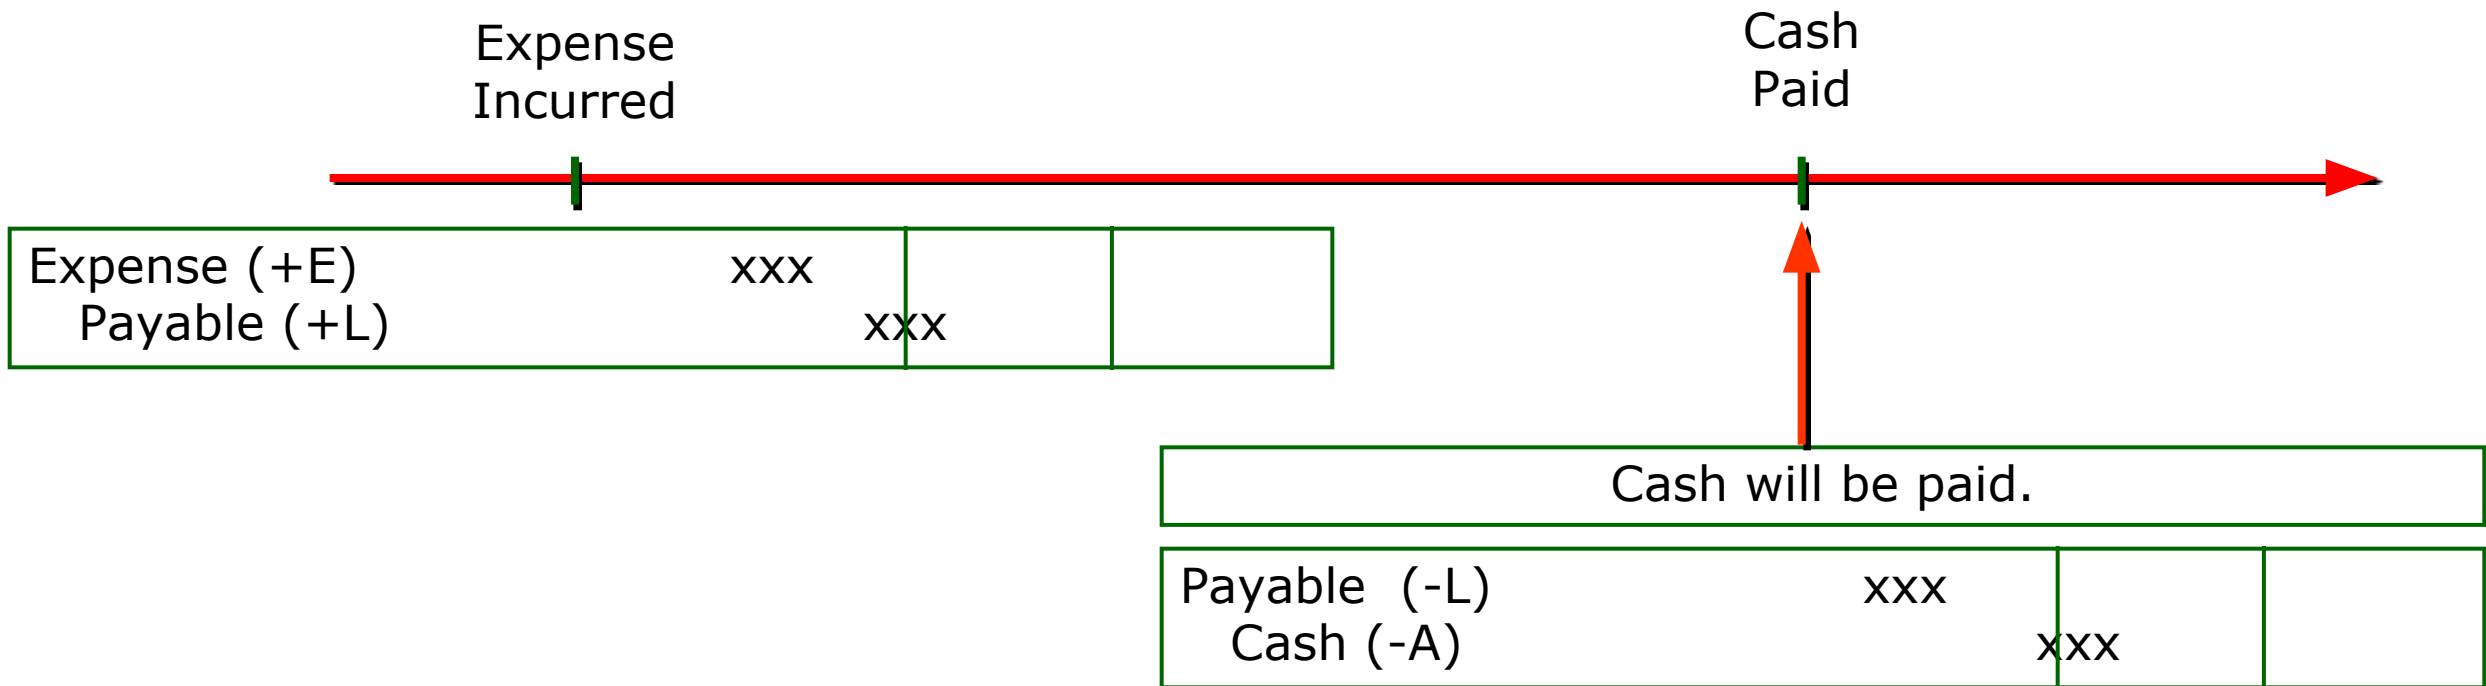 Expense
Incurred
Cash
Paid
Expense (+E) xxx
Payable (+L) xxx
Cash will be paid.
Payable (-L) xxx
Cash (-A) xxx